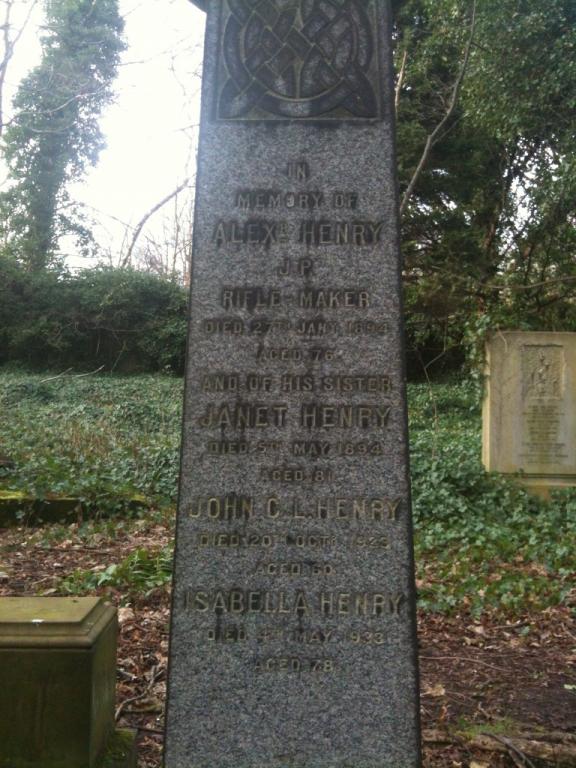 IN
MEMORY OF
ALEXR HENRY
J.P.
RIFLE-MAKER
DIED 27TH JANY 1894
AGED 76
AND OF HIS SISTER
JANET HENRY
DIED 5TH MAY 1894
AGED 81
JOHN C.L. HENRY
DIED 20TH OCTR 1923
AGED 60
ISABELLA HENRY
DIED 4TH MAY 1933
AGED 78